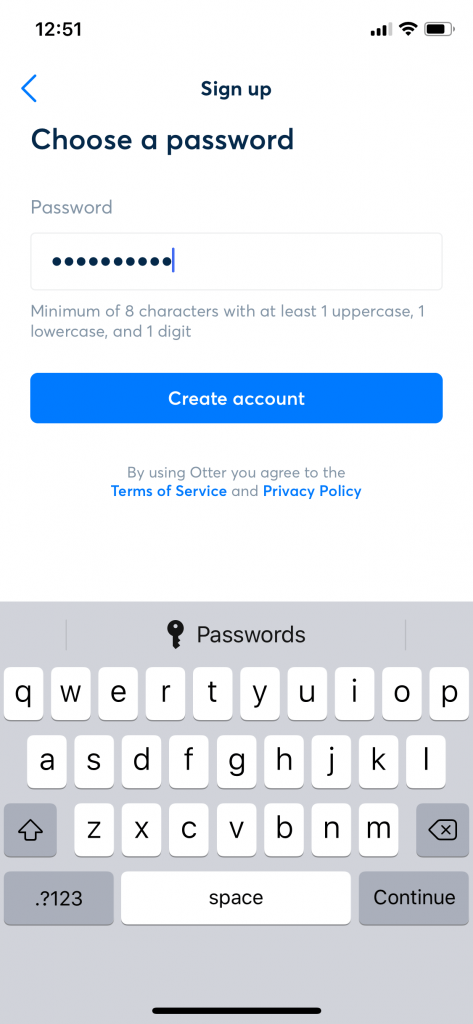 12:51
Sign up
Choose a password
Password
••••••••••
Minimum of 8 characters with at least 1 uppercase, 1
lowercase, and 1 digit
Create account
By using Otter you agree to the
Terms of Service and Privacy Policy
Passwords
q w e r t y u i o p
a s d f g h j k l
z x c v b n m
.?123 space Continue